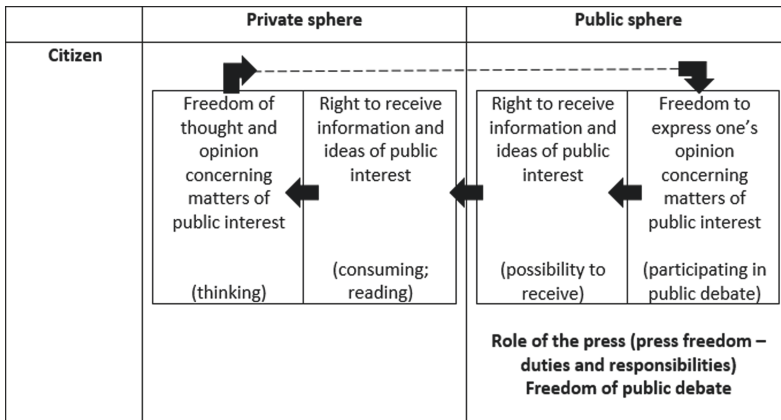 Private sphere
Public sphere
Citizen
Freedom of
thought and
opinion
concerning
matters of
public interest
(thinking)
Right to receive
information and
ideas of public
interest
(consuming;
reading)
Right to receive
information and
ideas of public
interest
(possibility to
receive)
Freedom to
express one’s
opinion
concerning
matters of
public interest
(participating in
public debate)
Role of the press (press freedom –
duties and responsibilities)
Freedom of public debate